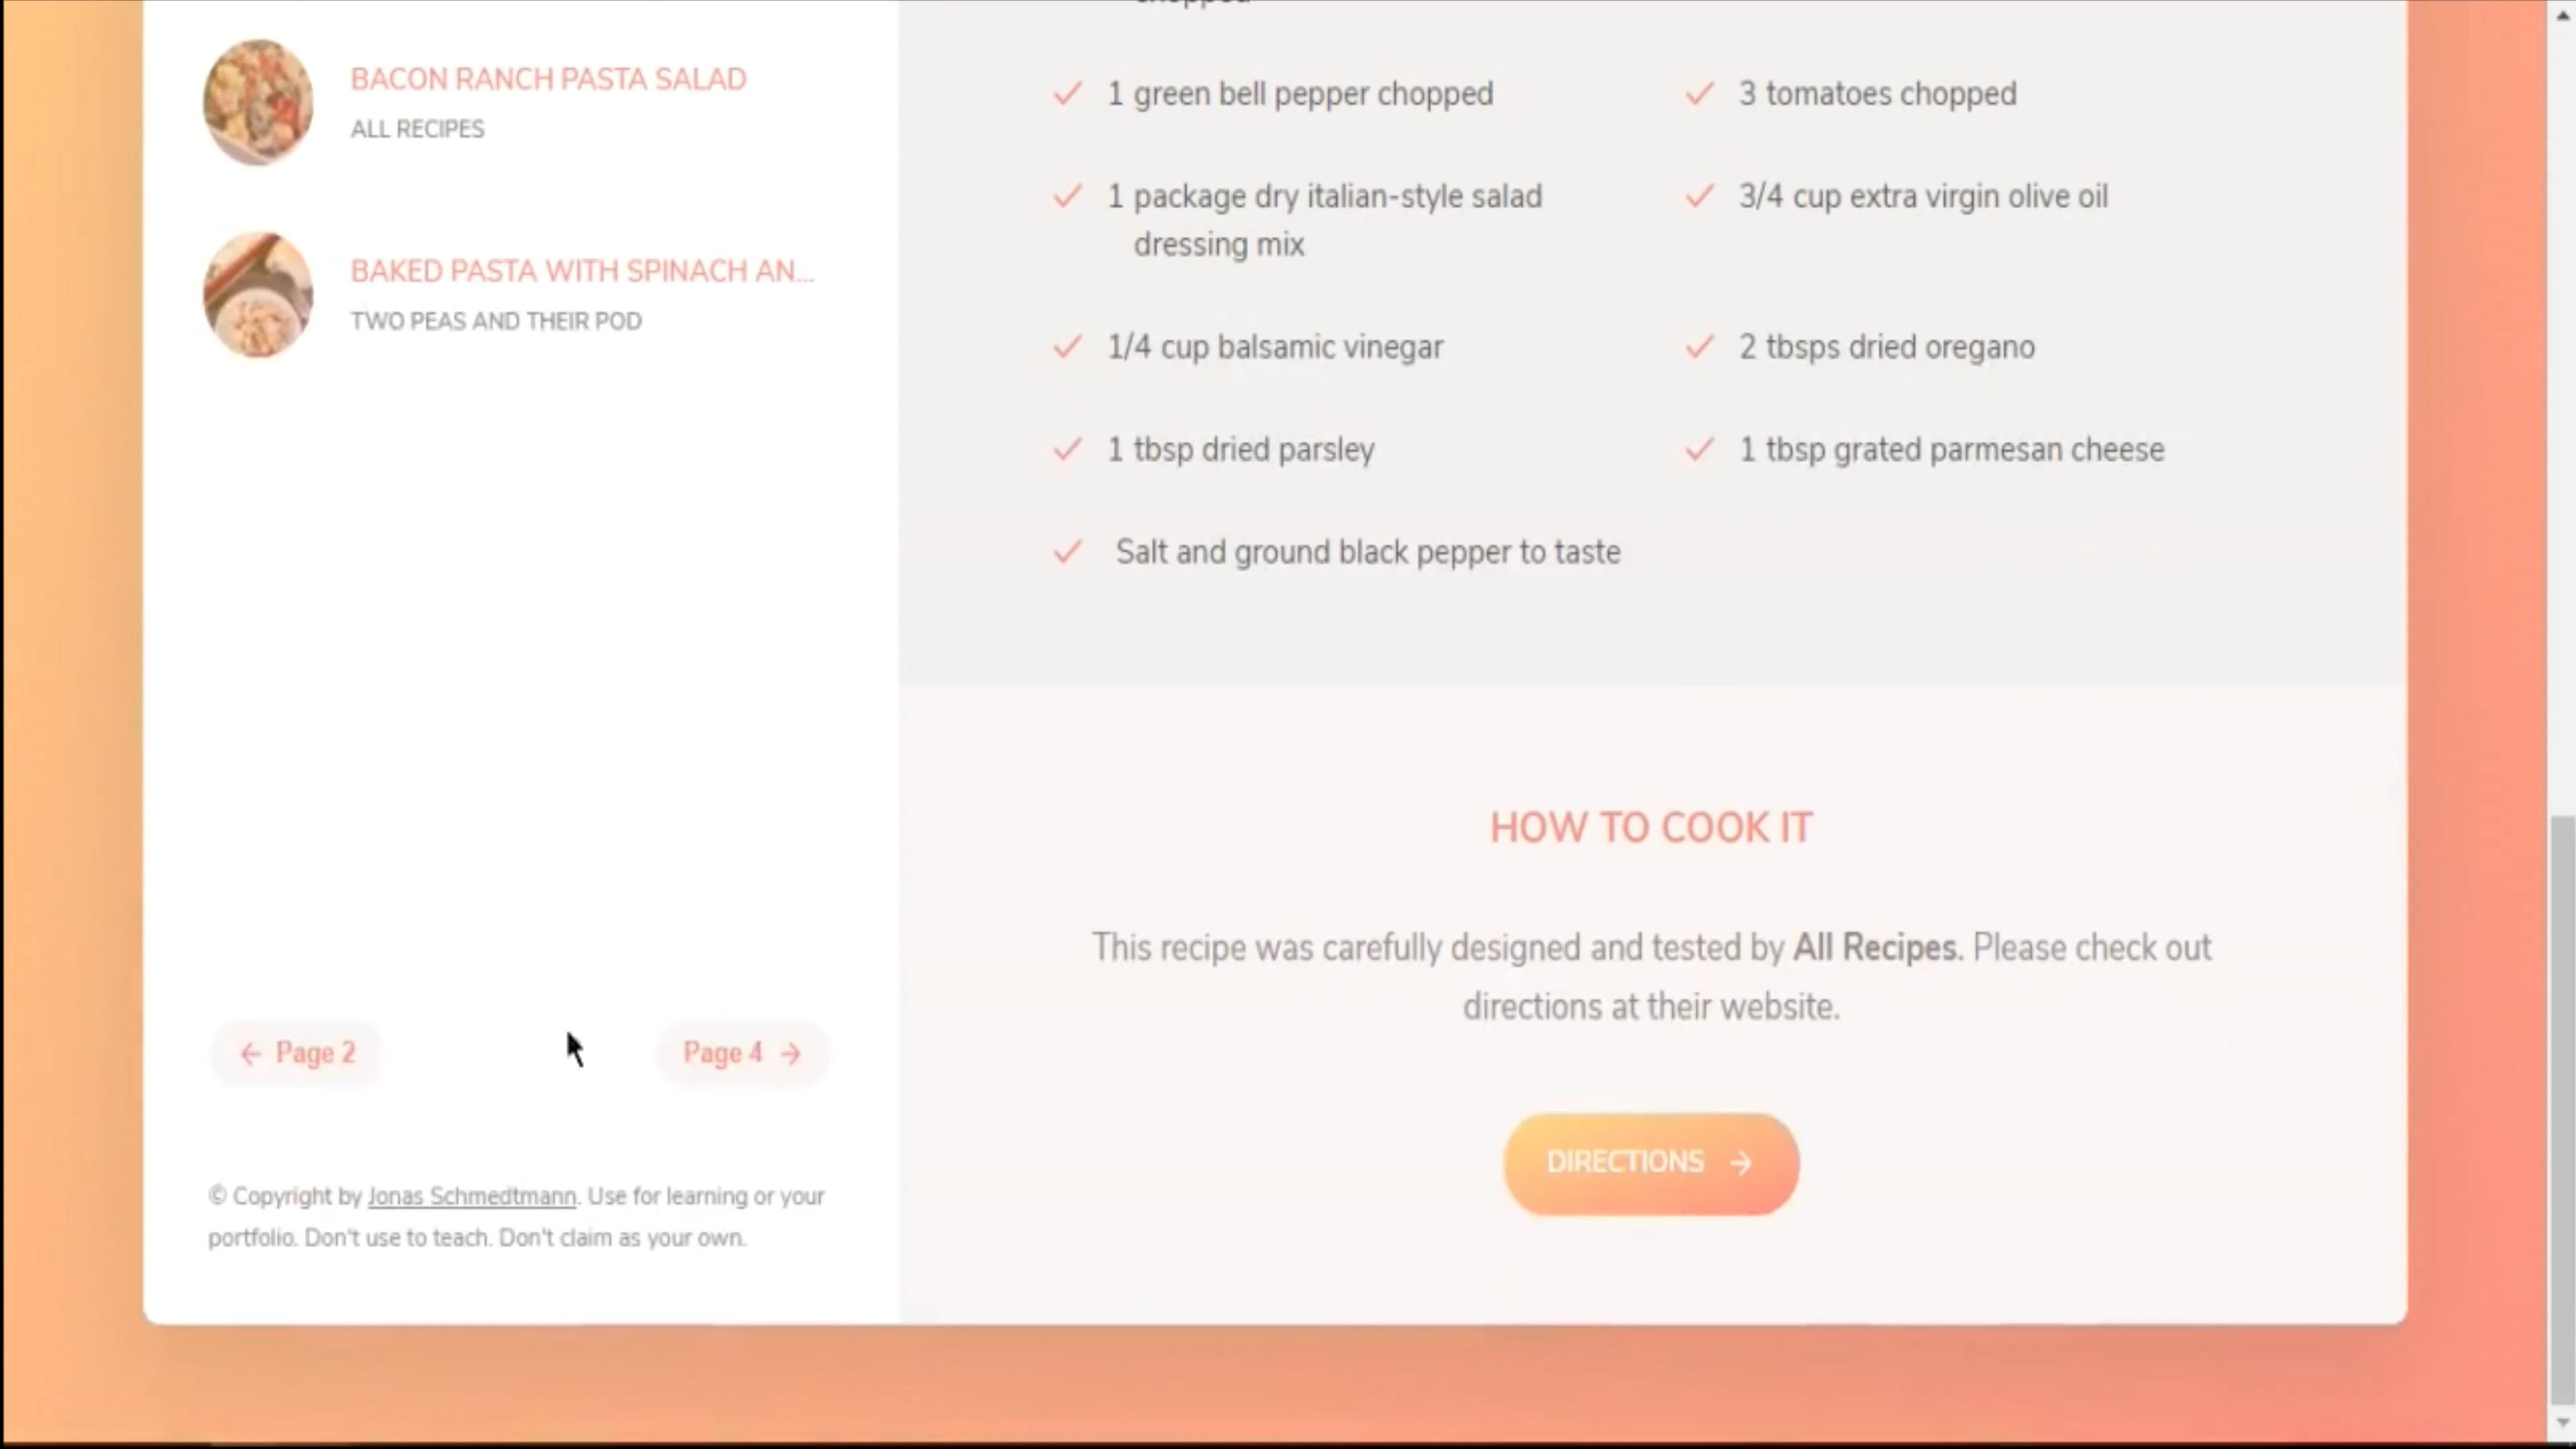 BACON RANCH PASTA SALAD
ALL RECIPES
BAKED PASTA WITH SPINACH AN...
TWO PEAS AND THEIR POD
← Page 2
Page 4 →
© Copyright by Jonas Schmedtmann. Use for learning or your
portfolio. Don't use to teach. Don't claim as your own.
1 green bell pepper chopped
3 tomatoes chopped
1 package dry italian-style salad
dressing mix
3/4 cup extra virgin olive oil
1/4 cup balsamic vinegar
2 tbsps dried oregano
1 tbsp dried parsley
1 tbsp grated parmesan cheese
Salt and ground black pepper to taste
HOW TO COOK IT
This recipe was carefully designed and tested by All Recipes. Please check out
directions at their website.
DIRECTIONS →